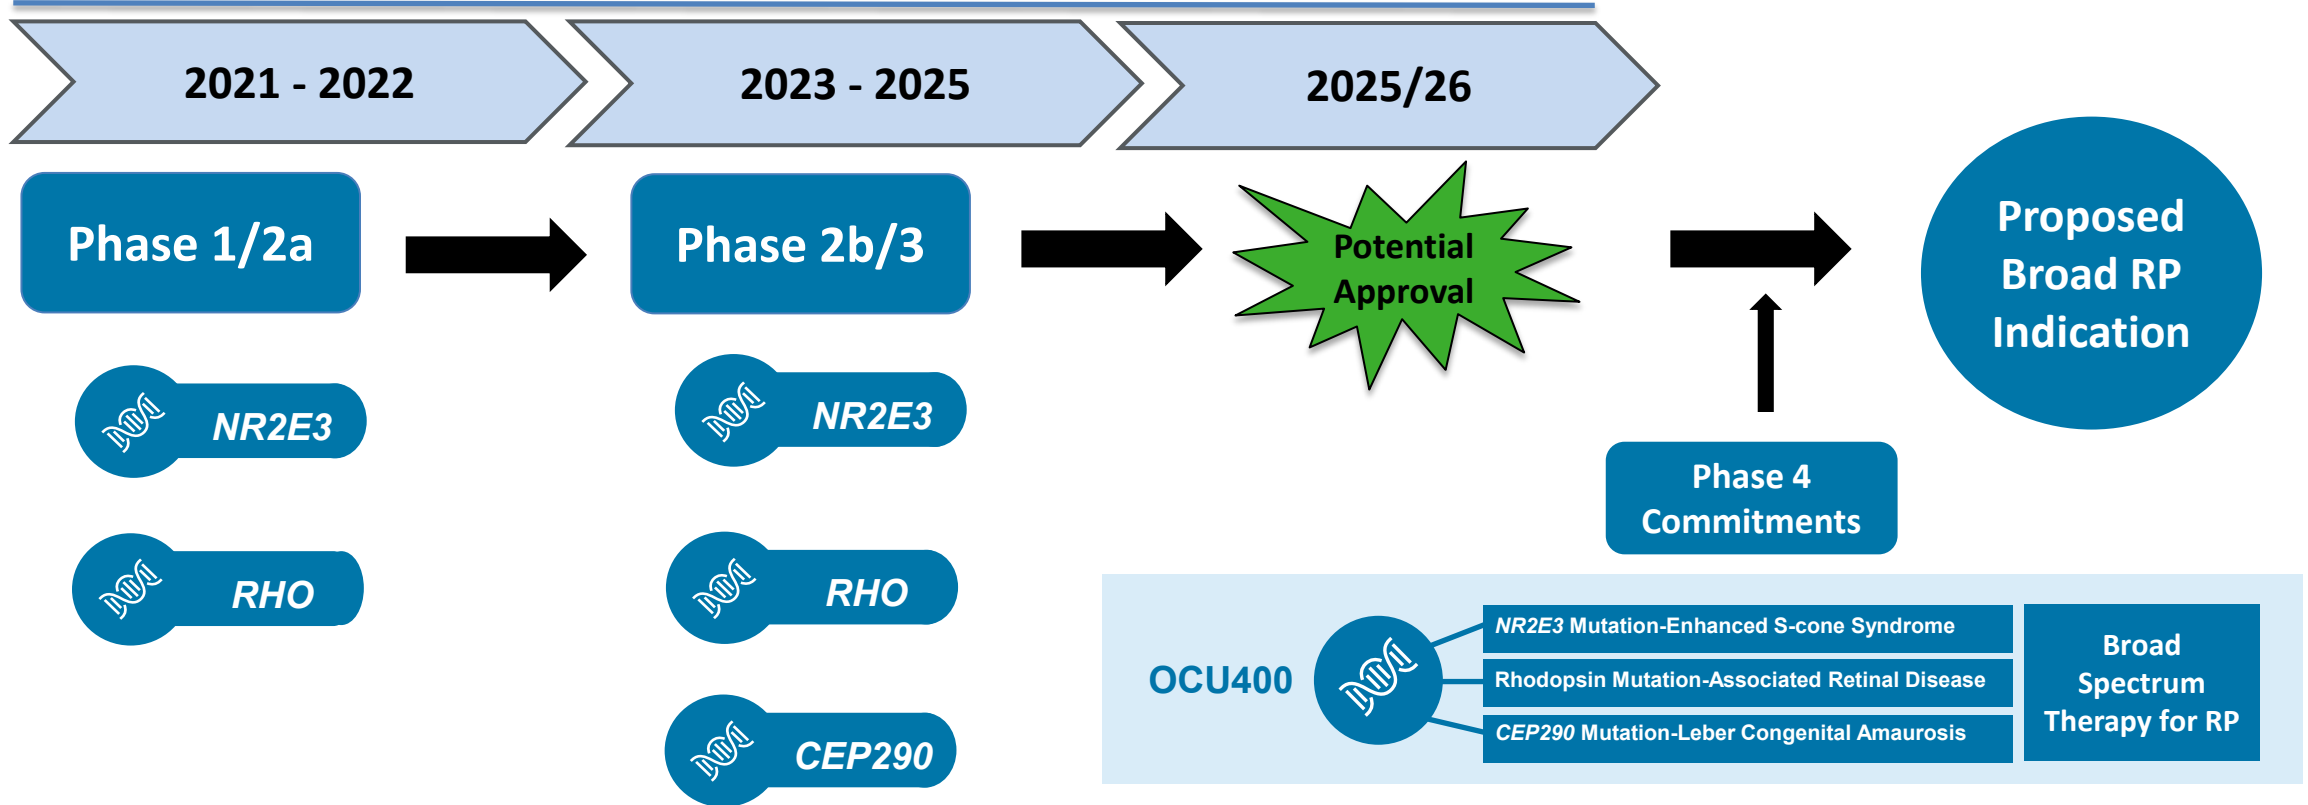 2021 - 2022
2023 - 2025
2025/26
Phase 1/2a
Phase 2b/3
Potential
Approval
Proposed
Broad RP
Indication
NR2E3
NR2E3
RHO
RHO
CEP290
Phase 4
Commitments
OCU400
NR2E3 Mutation-Enhanced S-cone Syndrome
Rhodopsin Mutation-Associated Retinal Disease
CEP290 Mutation-Leber Congenital Amaurosis
Broad
Spectrum
Therapy for RP